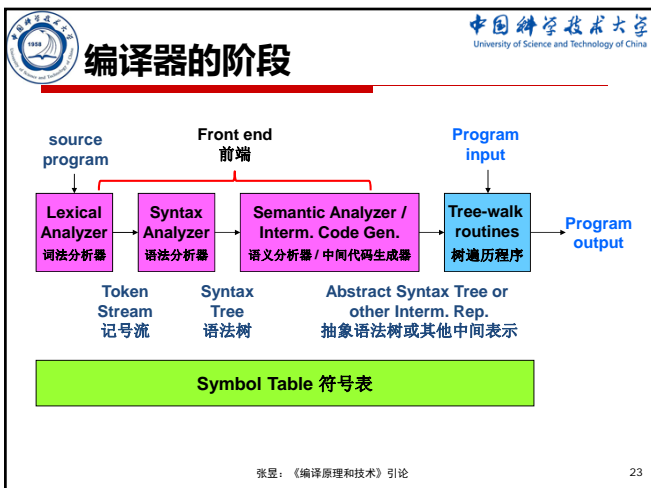 中国科学技术大学
University of Science and Technology of China
1958
编译器的阶段
source
program
Front end
前端
Program
input
Lexical
Analyzer
词法分析器
Syntax
Analyzer
语法分析器
Semantic Analyzer /
Interm. Code Gen.
语义分析器 / 中间代码生成器
Tree-walk
routines
树遍历程序
Program
output
Token
Stream
记号流
Syntax
Tree
语法树
Abstract Syntax Tree or
other Interm. Rep.
抽象语法树或其他中间表示
Symbol Table 符号表
张昱：《编译原理和技术》引论
23